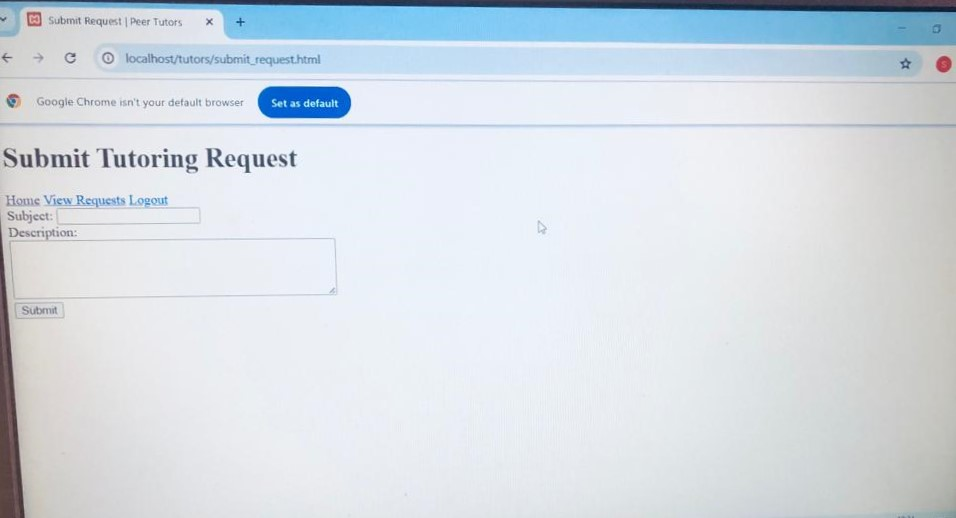 Submit Request | Peer Tutors
localhost/tutors/submit_request.html
Google Chrome isn't your default browser Set as default
Submit Tutoring Request
Home View Requests Logout
Subject:
Description:
Submit